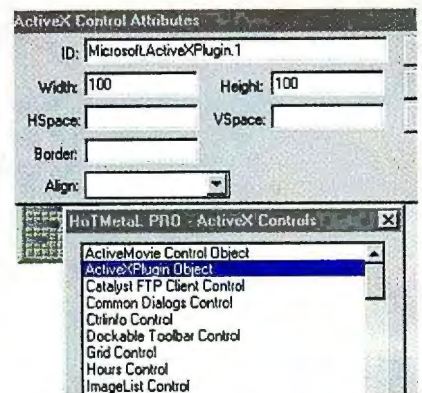 ActiveX Control Attributes
ID: Microsoft.ActiveXPlugin.1
Width: 100 Height: 100
HSpace: VSpace:
Border:
Align:
HoTMetaL PRO - ActiveX Controls
ActiveMovie Control Object
ActiveXPlugin Object
Catalyst FTP Client Control
Common Dialogs Control
CtrlInfo Control
Dockable Toolbar Control
Grid Control
Hours Control
ImageList Control